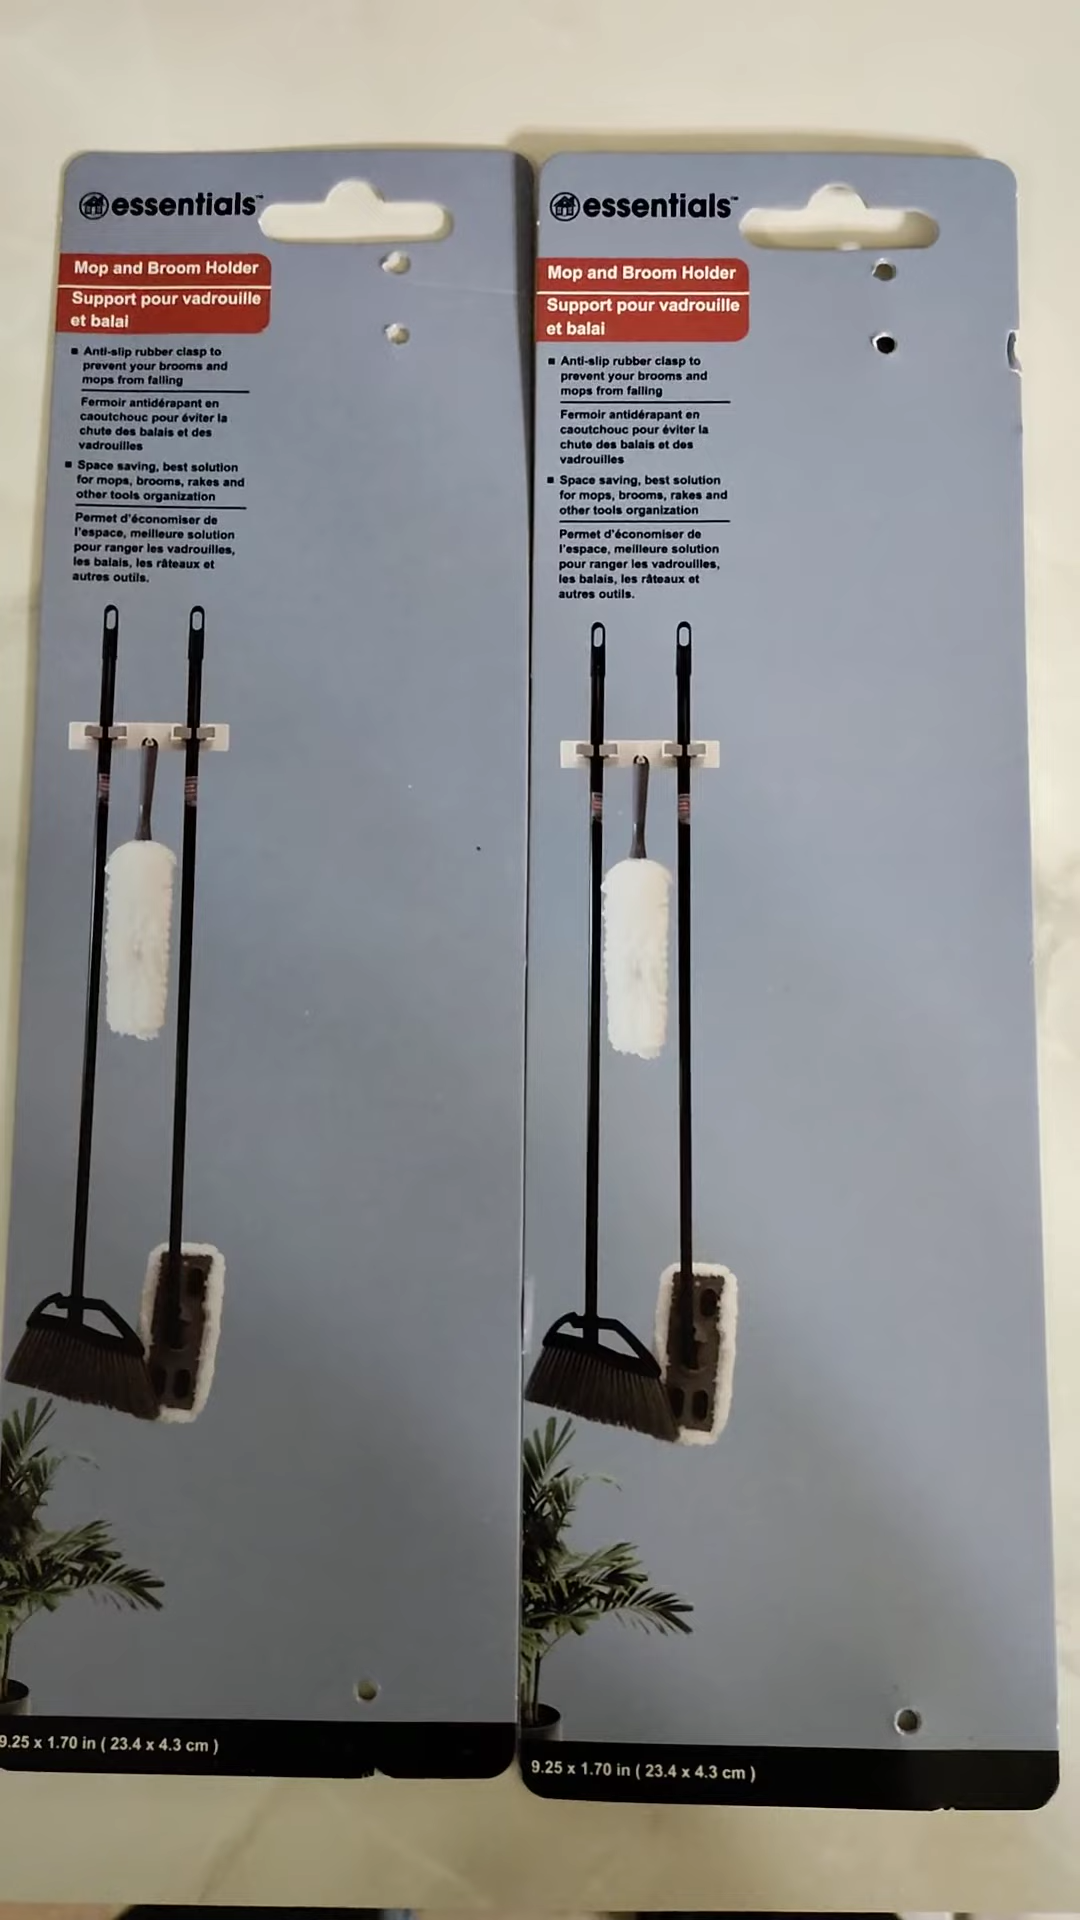 essentials™
Mop and Broom Holder
Support pour vadrouille
et balai
▪ Anti-slip rubber clasp to
prevent your brooms and
mops from falling
Fermoir antidérapant en
caoutchouc pour éviter la
chute des balais et des
vadrouilles
▪ Space saving, best solution
for mops, brooms, rakes and
other tools organization
Permet d'économiser de
l'espace, meilleure solution
pour ranger les vadrouilles,
les balais, les râteaux et
autres outils.
9.25 x 1.70 in ( 23.4 x 4.3 cm )
essentials™
Mop and Broom Holder
Support pour vadrouille
et balai
▪ Anti-slip rubber clasp to
prevent your brooms and
mops from falling
Fermoir antidérapant en
caoutchouc pour éviter la
chute des balais et des
vadrouilles
▪ Space saving, best solution
for mops, brooms, rakes and
other tools organization
Permet d'économiser de
l'espace, meilleure solution
pour ranger les vadrouilles,
les balais, les râteaux et
autres outils.
9.25 x 1.70 in ( 23.4 x 4.3 cm )